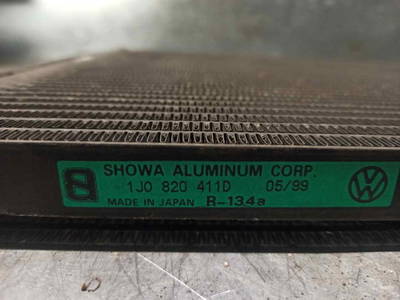 SHOWA ALUMINUM CORP.
1J0 820 411D 05/99
MADE IN JAPAN R-134a